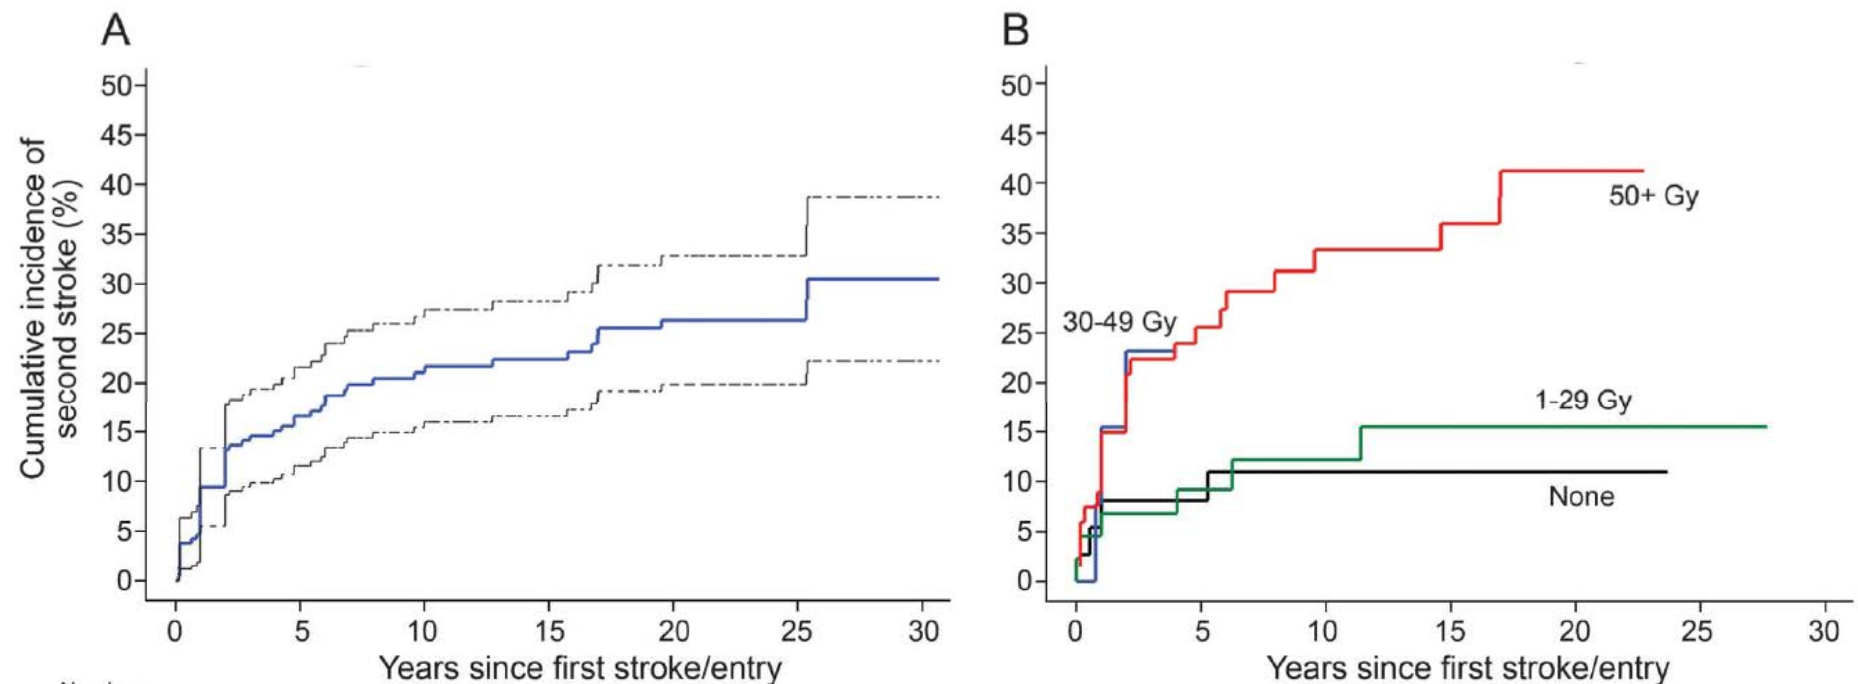 A
B
Cumulative incidence of
second stroke (%)
50
45
40
35
30
25
20
15
10
5
0
0 5 10 15 20 25 30
Years since first stroke/entry
50
45
40
35
30
25
20
15
10
5
0
50+ Gy
30-49 Gy
1-29 Gy
None
0 5 10 15 20 25 30
Years since first stroke/entry